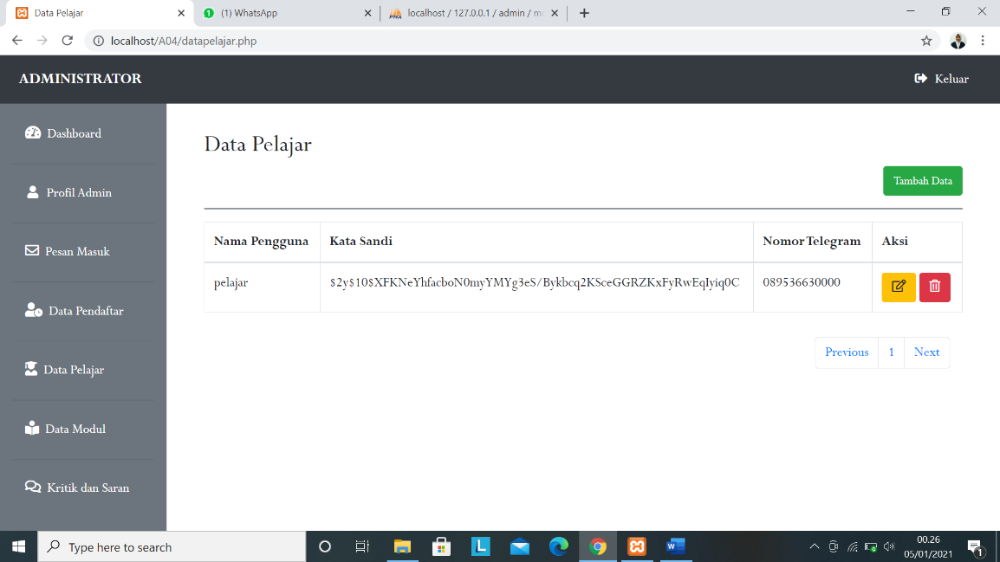 Data Pelajar
(1) WhatsApp
localhost / 127.0.0.1 / admin / m
localhost/A04/datapelajar.php
ADMINISTRATOR
Keluar
Dashboard
Profil Admin
Pesan Masuk
Data Pendaftar
Data Pelajar
Data Modul
Kritik dan Saran
Data Pelajar
Tambah Data
Nama Pengguna Kata Sandi Nomor Telegram Aksi
pelajar $2y$10$XFKNeYhfacboN0myYMYg3eS/Bykbcq2KSceGGRZKxFyRwEqIyiq0C 089536630000
Previous 1 Next
Type here to search
00.26
05/01/2021